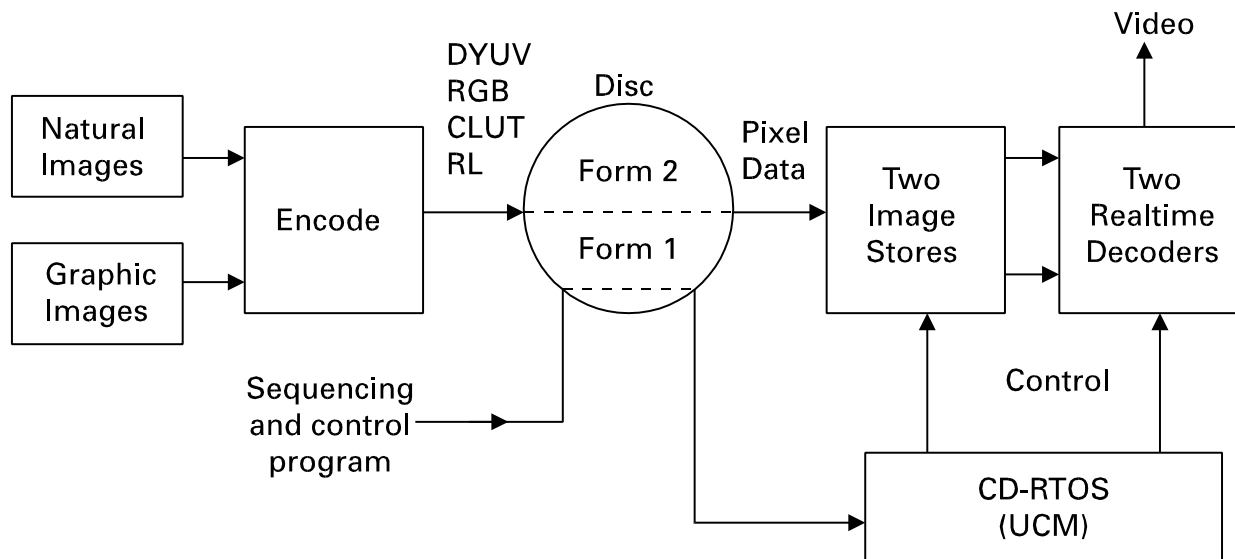 Video
DYUV
RGB
CLUT
RL
Disc
Natural
Images
Encode
Form 2
Pixel
Data
Two
Image
Stores
Two
Realtime
Decoders
Graphic
Images
Form 1
Sequencing
and control
program
Control
CD-RTOS
(UCM)